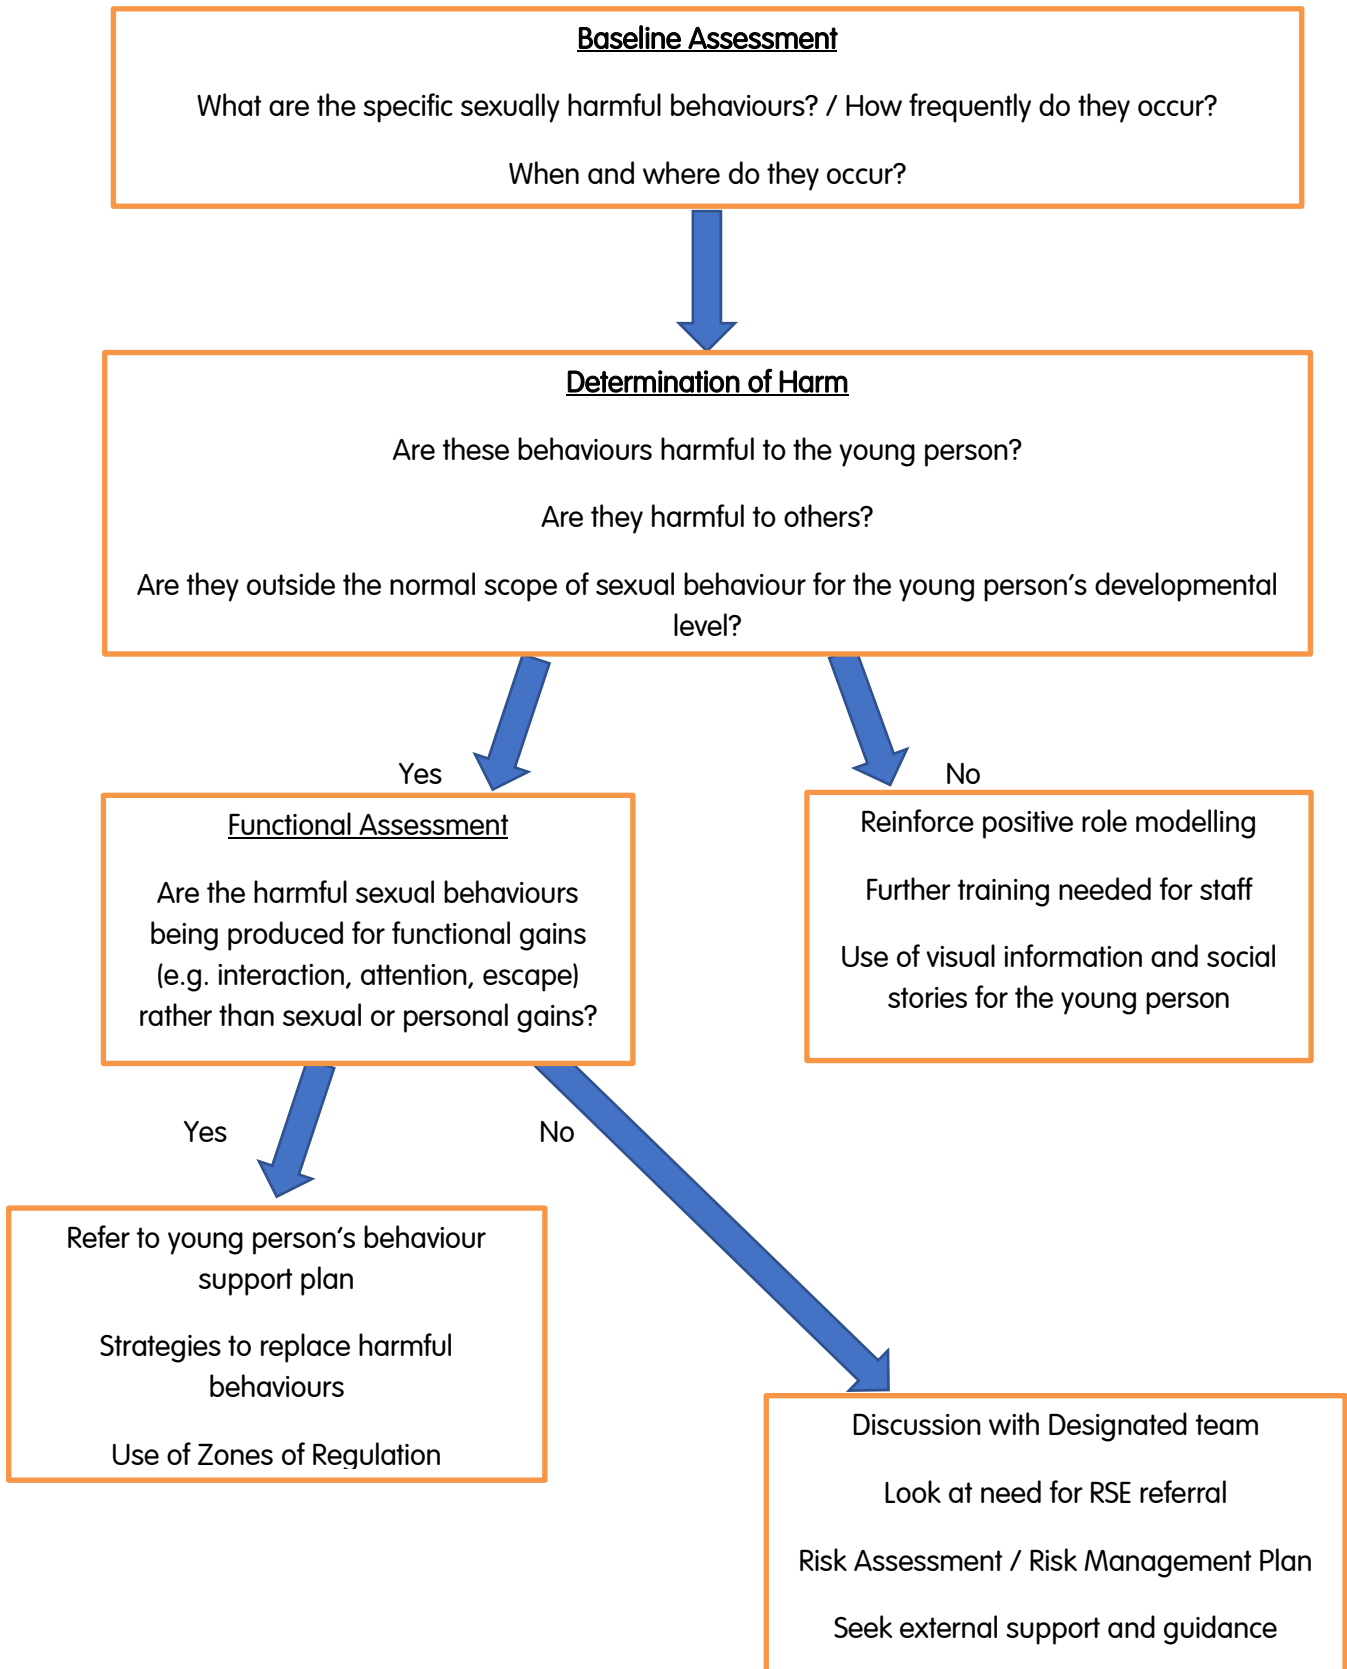 Baseline Assessment
What are the specific sexually harmful behaviours? / How frequently do they occur?
When and where do they occur?
Determination of Harm
Are these behaviours harmful to the young person?
Are they harmful to others?
Are they outside the normal scope of sexual behaviour for the young person's developmental
level?
Yes
No
Functional Assessment
Are the harmful sexual behaviours
being produced for functional gains
(e.g. interaction, attention, escape)
rather than sexual or personal gains?
Reinforce positive role modelling
Further training needed for staff
Use of visual information and social
stories for the young person
Yes
No
Refer to young person's behaviour
support plan
Strategies to replace harmful
behaviours
Use of Zones of Regulation
Discussion with Designated team
Look at need for RSE referral
Risk Assessment / Risk Management Plan
Seek external support and guidance